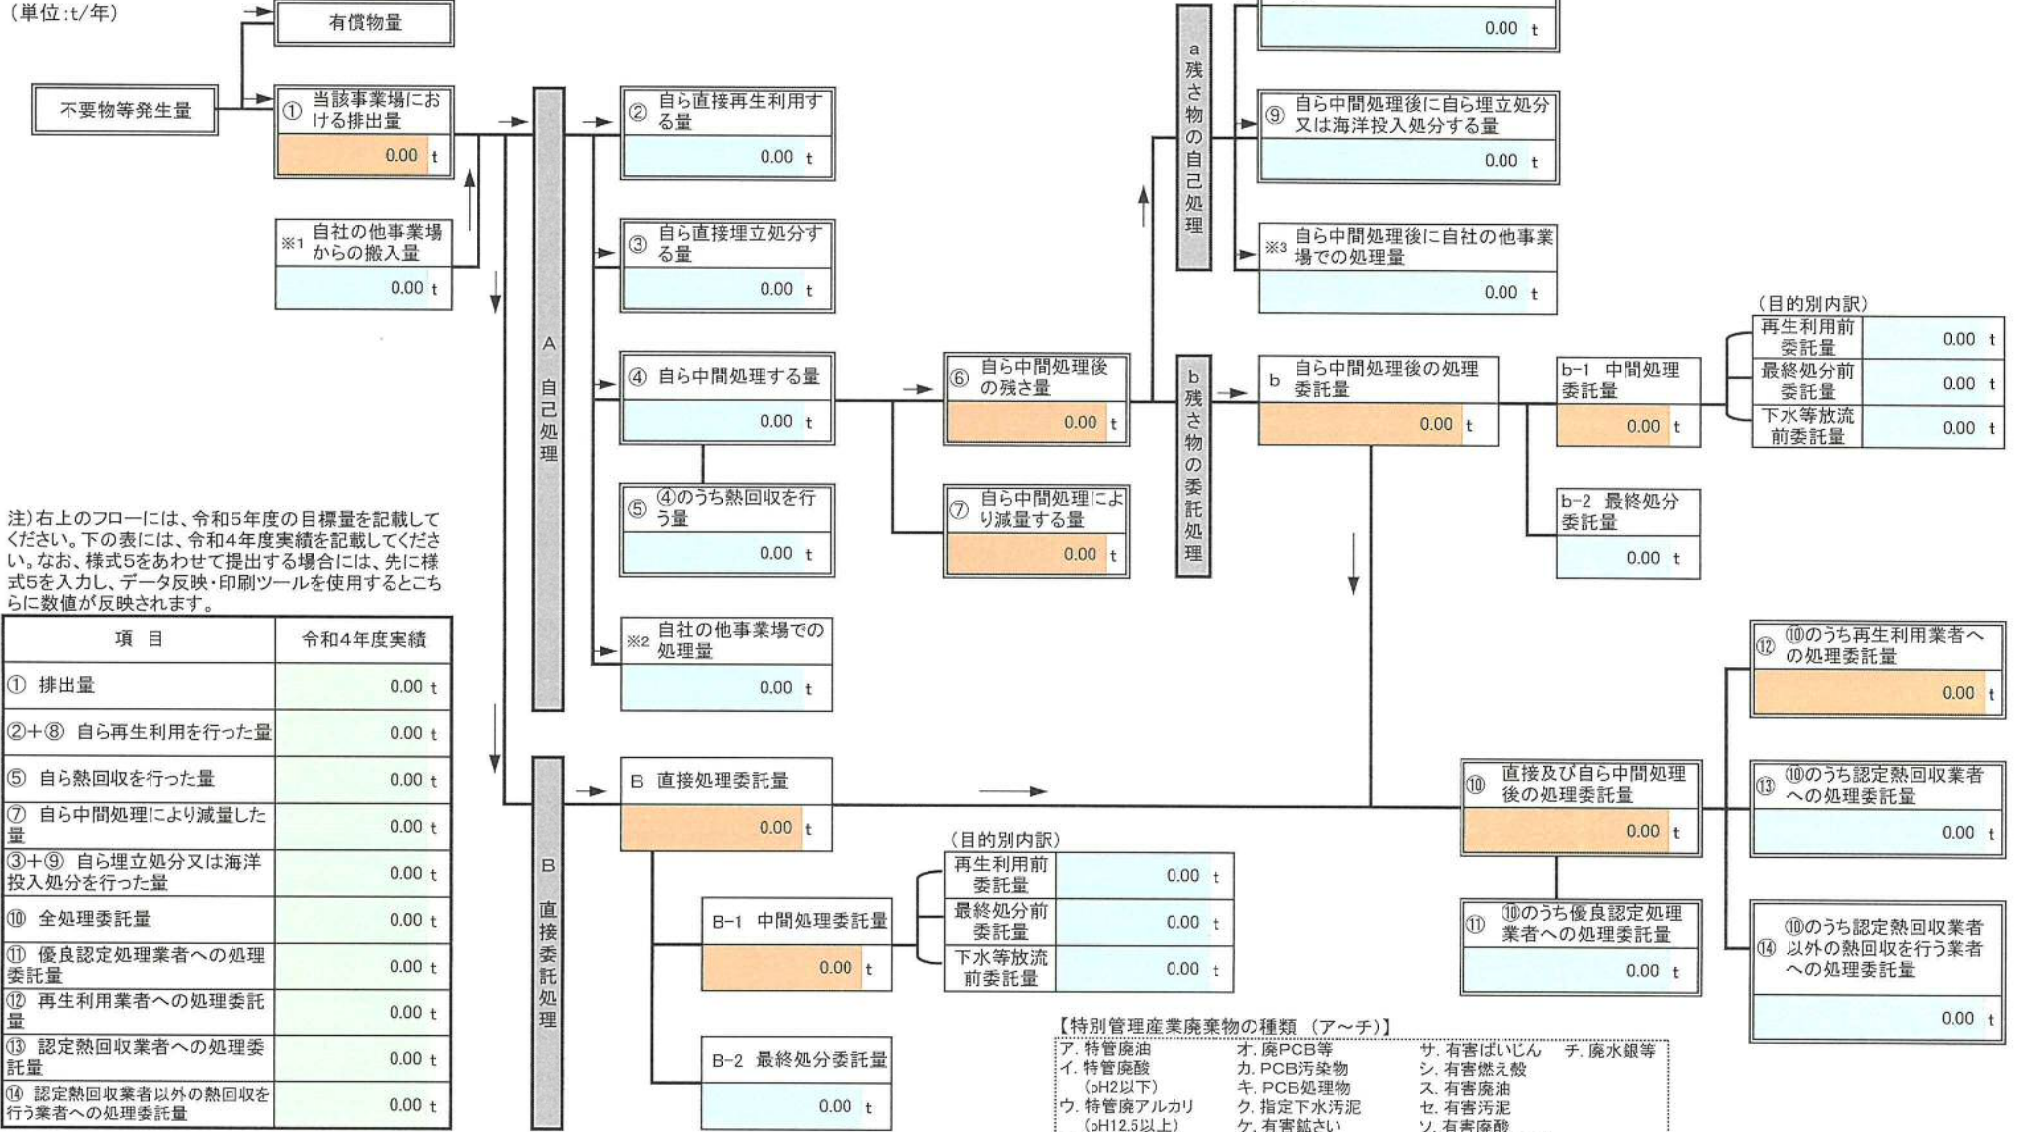 (単位:t/年)
有償物量
不要物等発生量
① 当該事業場にお
ける排出量
0.00 t
※1 自社の他事業場
からの搬入量
0.00 t
A 自己処理
② 自ら直接再生利用す
る量
0.00 t
③ 自ら直接埋立処分す
る量
0.00 t
④ 自ら中間処理する量
0.00 t
⑤ ④のうち熱回収を行
う量
0.00 t
※2 自社の他事業場での
処理量
0.00 t
⑥ 自ら中間処理後
の残さ量
0.00 t
⑦ 自ら中間処理によ
り減量する量
0.00 t
a 残さ物の自己処理
0.00 t
⑨ 自ら中間処理後に自ら埋立処分
又は海洋投入処分する量
0.00 t
※3 自ら中間処理後に自社の他事業
場での処理量
0.00 t
b 残さ物の委託処理
b 自ら中間処理後の処理
委託量
0.00 t
b-1 中間処理
委託量
0.00 t
b-2 最終処分
委託量
0.00 t
(目的別内訳)
再生利用前
委託量
0.00 t
最終処分前
委託量
0.00 t
下水等放流
前委託量
0.00 t
注)右上のフローには、令和5年度の目標量を記載して
ください。下の表には、令和4年度実績を記載してくださ
い。なお、様式5をあわせて提出する場合には、先に様
式5を入力し、データ反映・印刷ツールを使用するとこち
らに数値が反映されます。
項 目 令和4年度実績
① 排出量 0.00 t
②+⑧ 自ら再生利用を行った量 0.00 t
⑤ 自ら熱回収を行った量 0.00 t
⑦ 自ら中間処理により減量した
量 0.00 t
③+⑨ 自ら埋立処分又は海洋
投入処分を行った量 0.00 t
⑩ 全処理委託量 0.00 t
⑪ 優良認定処理業者への処理
委託量 0.00 t
⑫ 再生利用業者への処理委託
量 0.00 t
⑬ 認定熱回収業者への処理委
託量 0.00 t
⑭ 認定熱回収業者以外の熱回収を
行う業者への処理委託量 0.00 t
B 直接委託処理
B 直接処理委託量
0.00 t
B-1 中間処理委託量
0.00 t
B-2 最終処分委託量
0.00 t
(目的別内訳)
再生利用前
委託量
0.00 t
最終処分前
委託量
0.00 t
下水等放流
前委託量
0.00 t
⑩ 直接及び自ら中間処理
後の処理委託量
0.00 t
⑪ ⑩のうち優良認定処理
業者への処理委託量
0.00 t
⑫ ⑩のうち再生利用業者へ
の処理委託量
0.00 t
⑬ ⑩のうち認定熱回収業者
への処理委託量
0.00 t
⑭ ⑩のうち認定熱回収業者
以外の熱回収を行う業者
への処理委託量
0.00 t
【特別管理産業廃棄物の種類 (ア~チ)】
ア. 特管廃油 オ. 廃PCB等 サ. 有害ばいじん チ. 廃水銀等
イ. 特管廃酸 カ. PCB汚染物 シ. 有害燃え殻
(pH2以下) キ. PCB処理物 ス. 有害廃油
ウ. 特管廃アルカリ ク. 指定下水汚泥 セ. 有害汚泥
(pH12.5以上) ケ. 有害鉱さい ソ. 有害廃酸